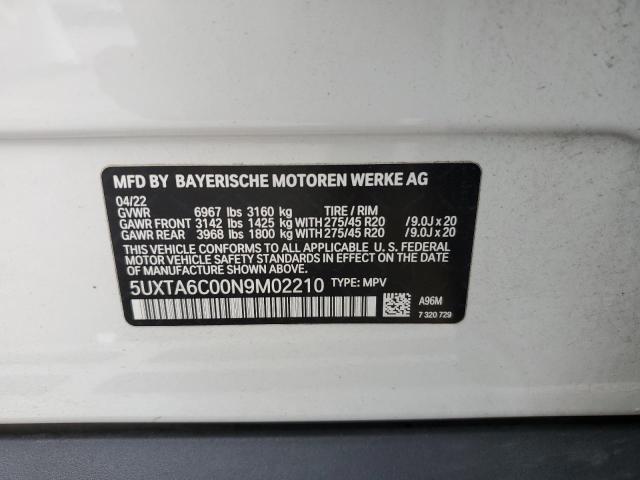 MFD BY BAYERISCHE MOTOREN WERKE AG
04/22
GVWR 6967 lbs 3160 kg TIRE / RIM
GAWR FRONT 3142 lbs 1425 kg WITH 275/45 R20 /9.0J x 20
GAWR REAR 3968 lbs 1800 kg WITH 275/45 R20 /9.0J x 20
THIS VEHICLE CONFORMS TO ALL APPLICABLE U. S. FEDERAL
MOTOR VEHICLE SAFETY STANDARDS IN EFFECT
ON THE DATE OF MANUFACTURE SHOWN ABOVE.
5UXTA6C00N9M02210 TYPE: MPV
A96M
7 320 729